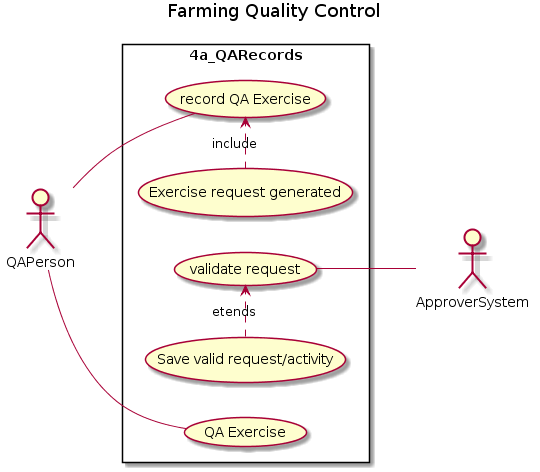 Farming Quality Control
4a_QARecords
record QA Exercise
include
Exercise request generated
QAPerson
validate request
ApproverSystem
etends
Save valid request/activity
QA Exercise